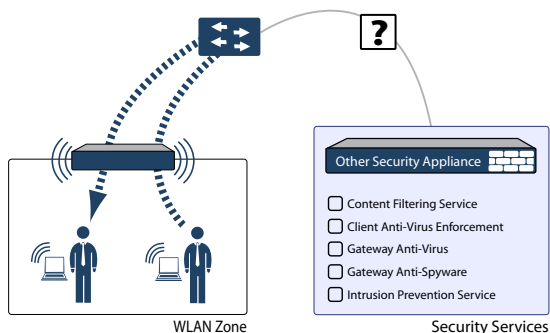 ?
Other Security Appliance
Content Filtering Service
Client Anti-Virus Enforcement
Gateway Anti-Virus
Gateway Anti-Spyware
Intrusion Prevention Service
WLAN Zone
Security Services